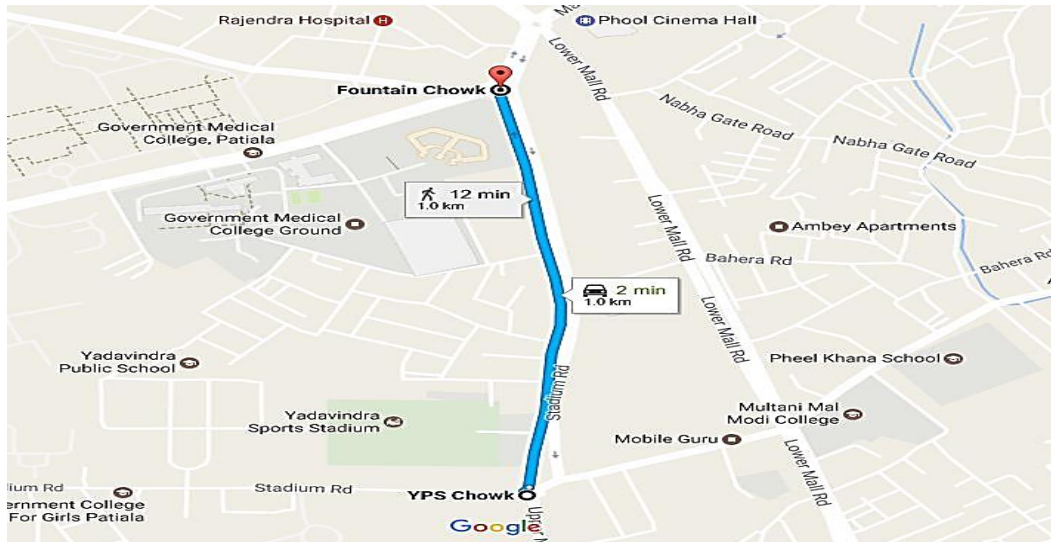 Rajendra Hospital
H
Phool Cinema Hall
Fountain Chowk
Lower Mall Rd
Nabha Gate Road
Nabha Gate Road
Government Medical
College, Patiala
12 min
1.0 km
Lower Mall Rd
Government Medical
College Ground
Ambey Apartments
Bahera Rd
Bahera Rd
2 min
1.0 km
Lower Mall Rd
Yadavindra
Public School
Pheel Khana School
Stadium Rd
Yadavindra
Sports Stadium
Multani Mal
Modi College
Mobile Guru
Lower Mall Rd
Stadium Rd
YPS Chowk
ernment College
For Girls Patiala
Google